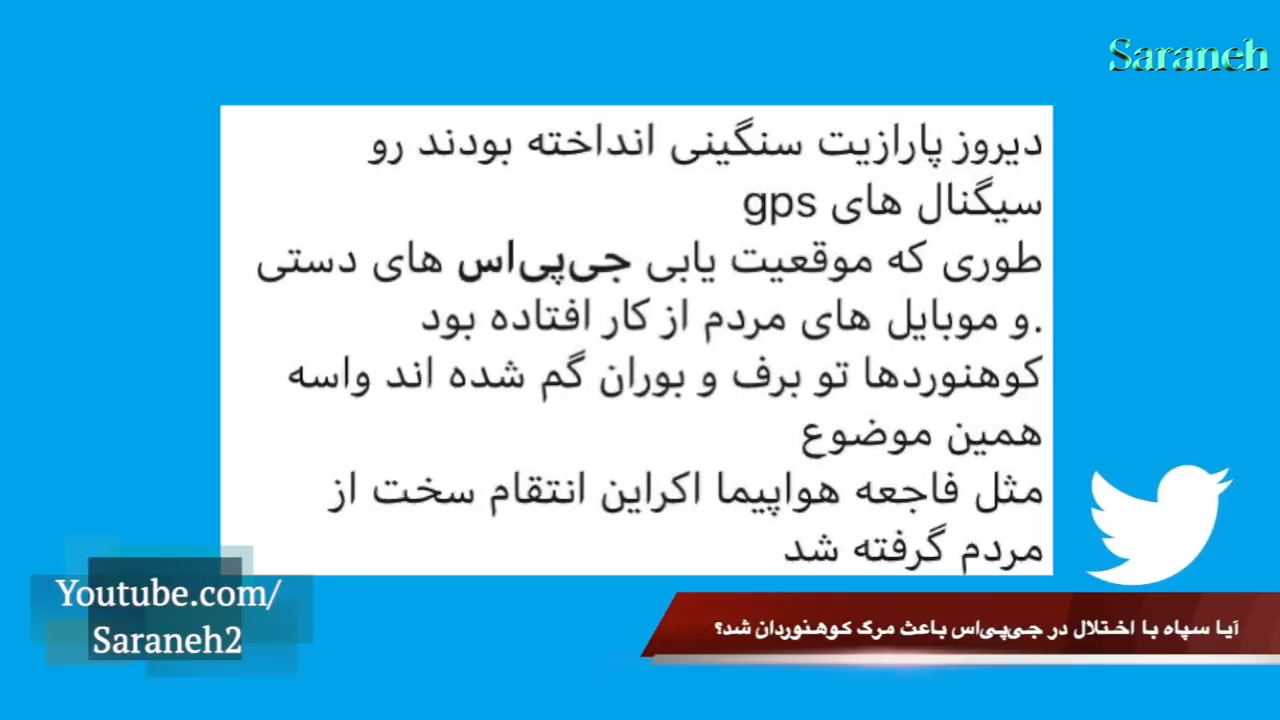 Saraneh
دیروز پارازیت سنگینی انداخته بودند رو
سیگنال های gps
طوری که موقعیت یابی جی‌پی‌اس های دستی
.و موبایل های مردم از کار افتاده بود
کوهنوردها تو برف و بوران گم شده اند واسه
همین موضوع
مثل فاجعه هواپیما اکراین انتقام سخت از
مردم گرفته شد
Youtube.com/
Saraneh2
آیا سپاه با اختلال در جی‌پی‌اس باعث مرگ کوهنوردان شد؟